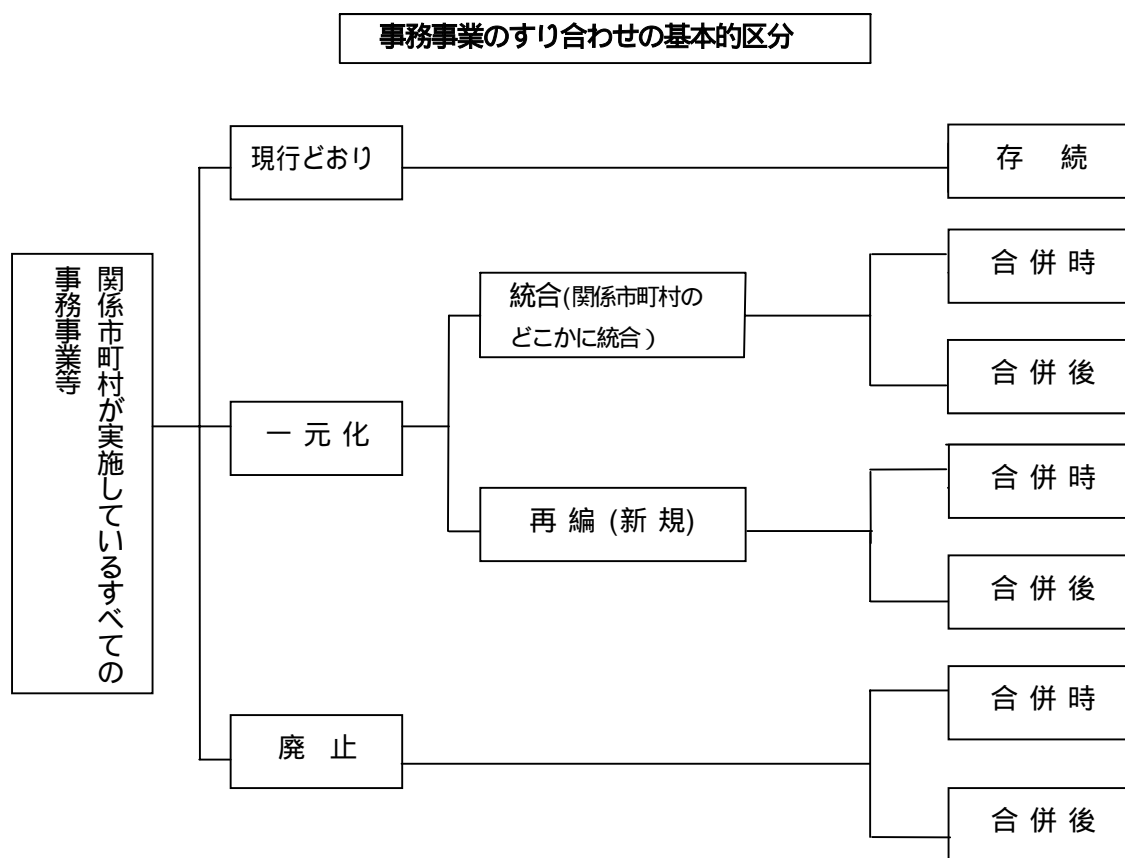 事務事業のすり合わせの基本的区分
現行どおり
存 続
関係市町村が実施しているすべての
事務事業等
合 併 時
統合(関係市町村の
どこかに統合)
合 併 後
一 元 化
合 併 時
再 編 (新 規)
合 併 後
合 併 時
廃 止
合 併 後